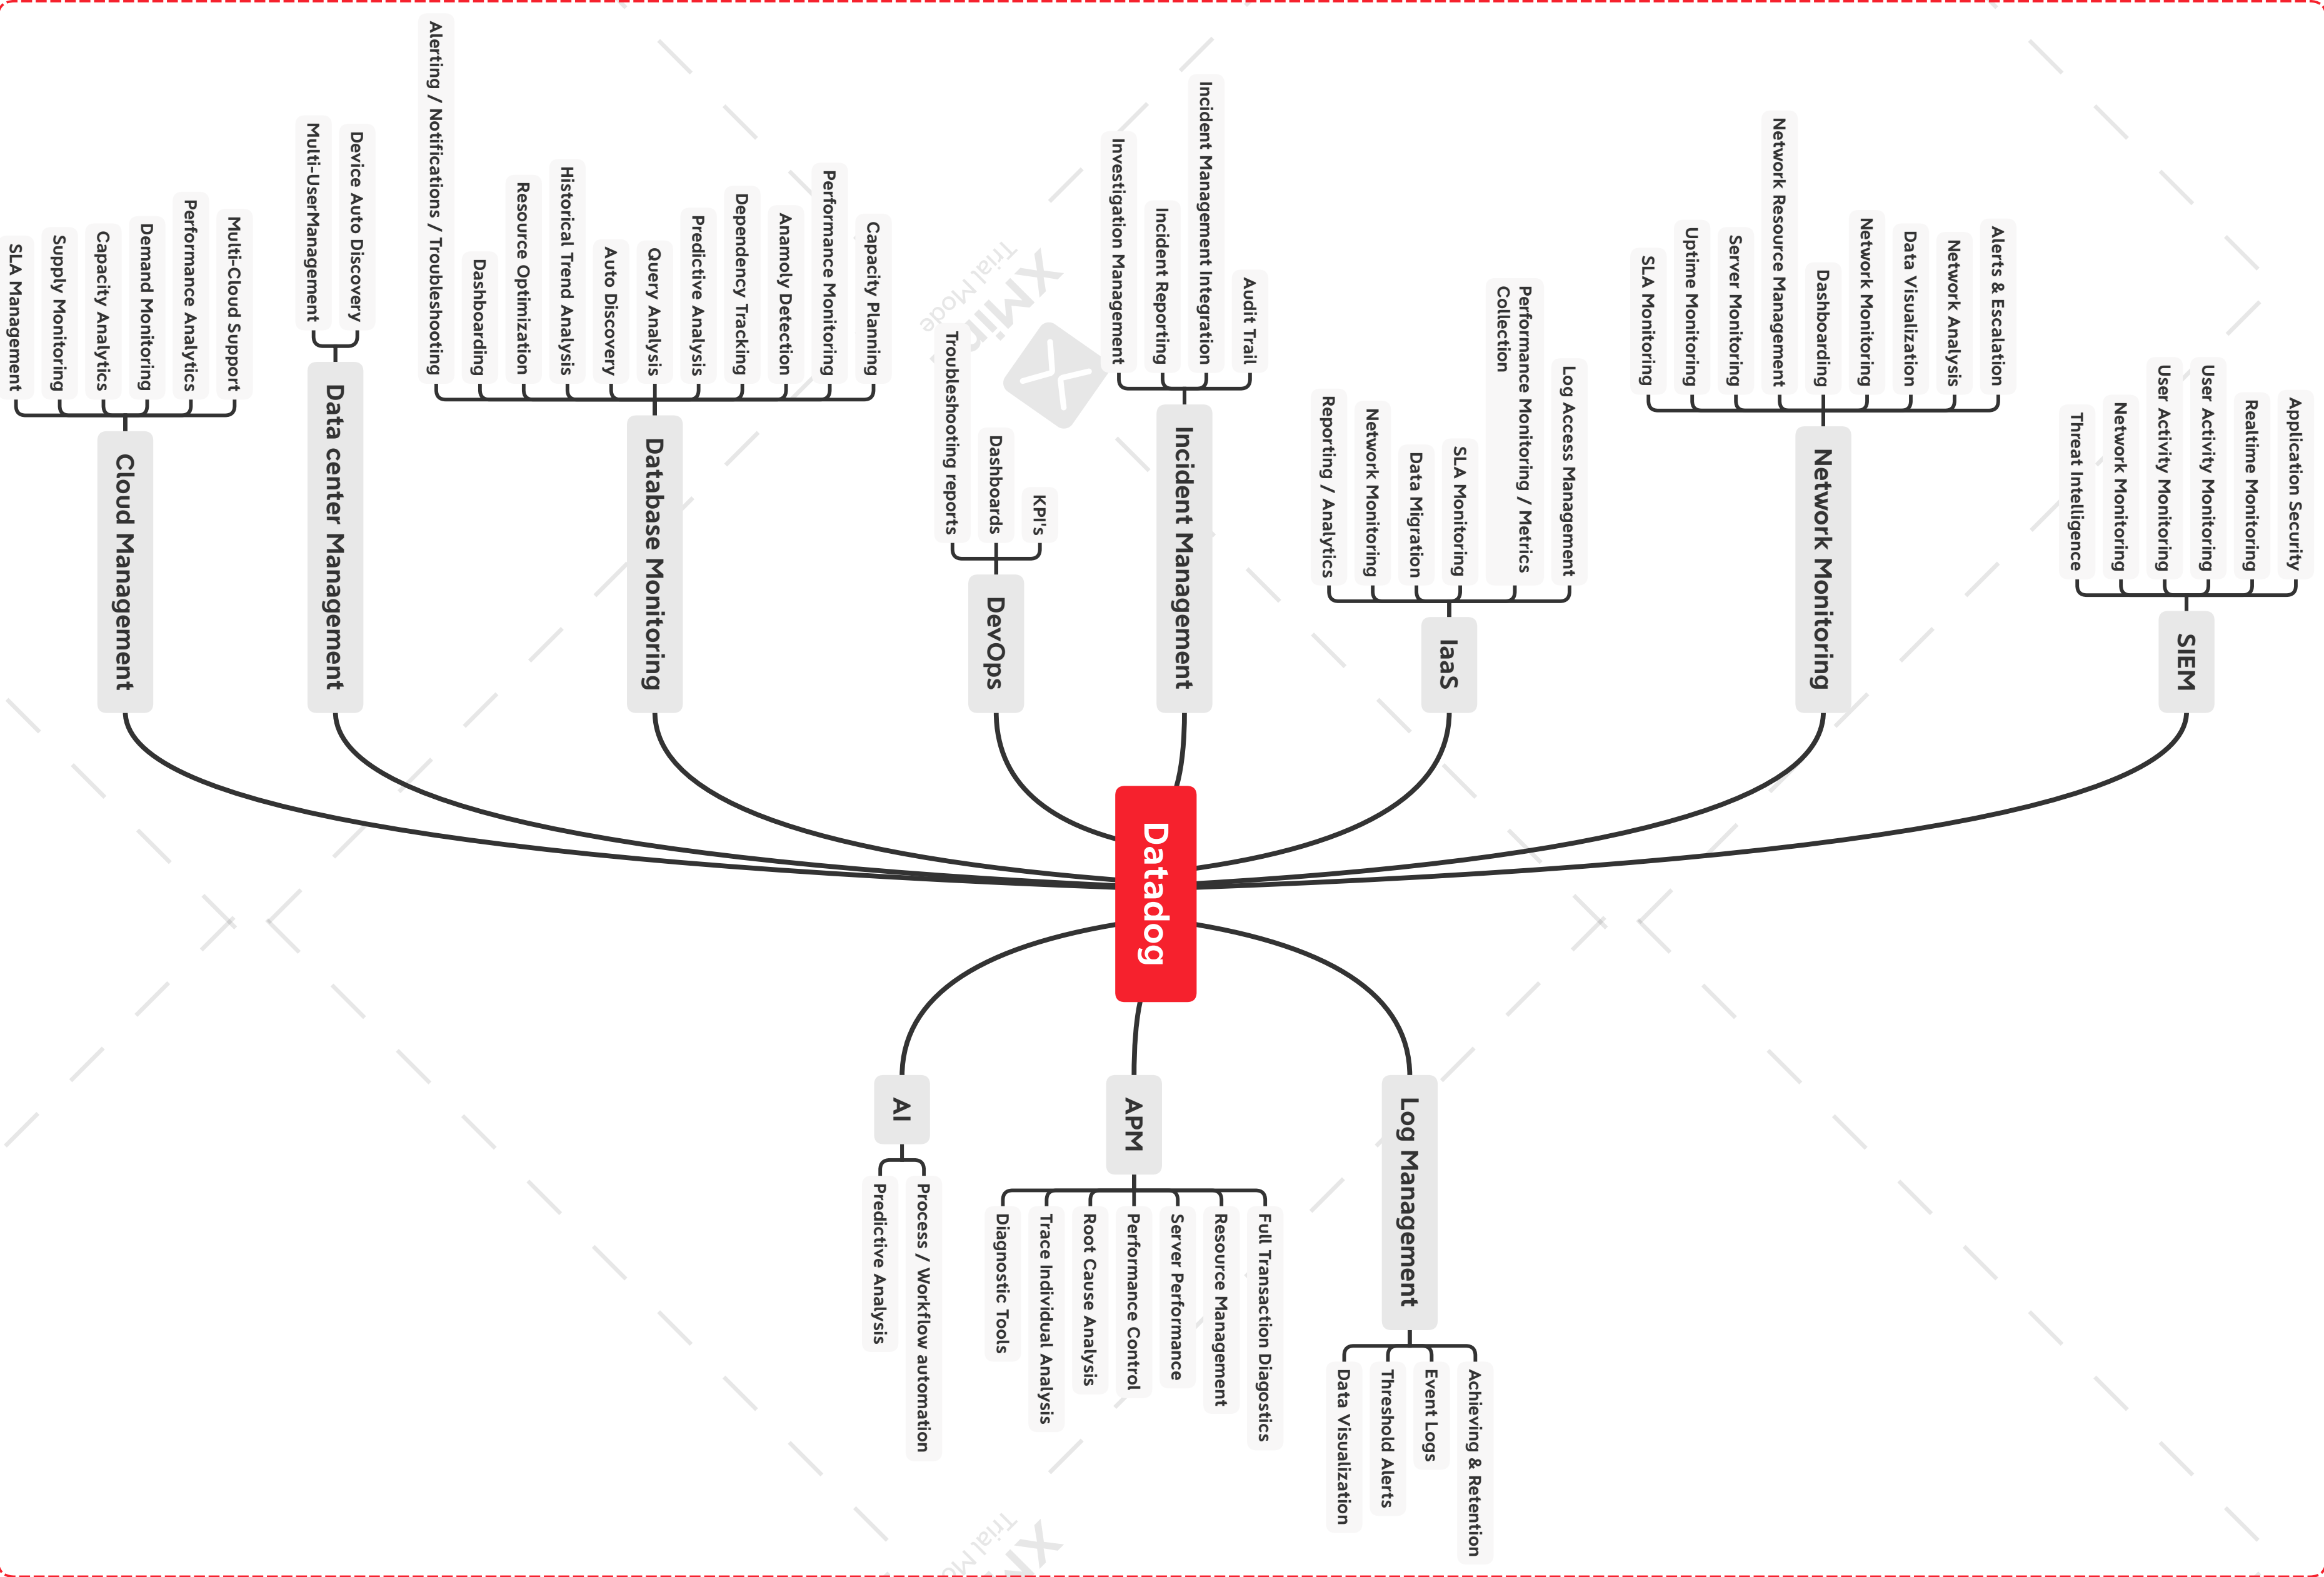 Datadog
Log Management
Achieving & Retention
Event Logs
Threshold Alerts
Data Visualization
APM
Full Transaction Diagostics
Resource Management
Server Performance
Performance Control
Root Cause Analysis
Trace Individual Analysis
Diagnostic Tools
AI
Process / Workflow automation
Predictive Analysis
SIEM
Application Security
Realtime Monitoring
User Activity Monitoring
User Activity Monitoring
Network Monitoring
Threat Intelligence
Network Monitoring
Alerts & Escalation
Network Analysis
Data Visualization
Network Monitoring
Dashboarding
Network Resource Management
Server Monitoring
Uptime Monitoring
SLA Monitoring
IaaS
Log Access Management
Performance Monitoring / Metrics
Collection
SLA Monitoring
Data Migration
Network Monitoring
Reporting / Analytics
Incident Management
Audit Trail
Incident Management Integration
Incident Reporting
Investigation Management
DevOps
KPI's
Dashboards
Troubleshooting reports
Database Monitoring
Capacity Planning
Performance Monitoring
Anamoly Detection
Dependency Tracking
Predictive Analysis
Query Analysis
Auto Discovery
Historical Trend Analysis
Resource Optimization
Dashboarding
Alerting / Notifications / Troubleshooting
Data center Management
Device Auto Discovery
Multi-UserManagement
Cloud Management
Multi-Cloud Support
Performance Analytics
Demand Monitoring
Capacity Analytics
Supply Monitoring
SLA Management
XMin
Trial Mode
Trial Mo